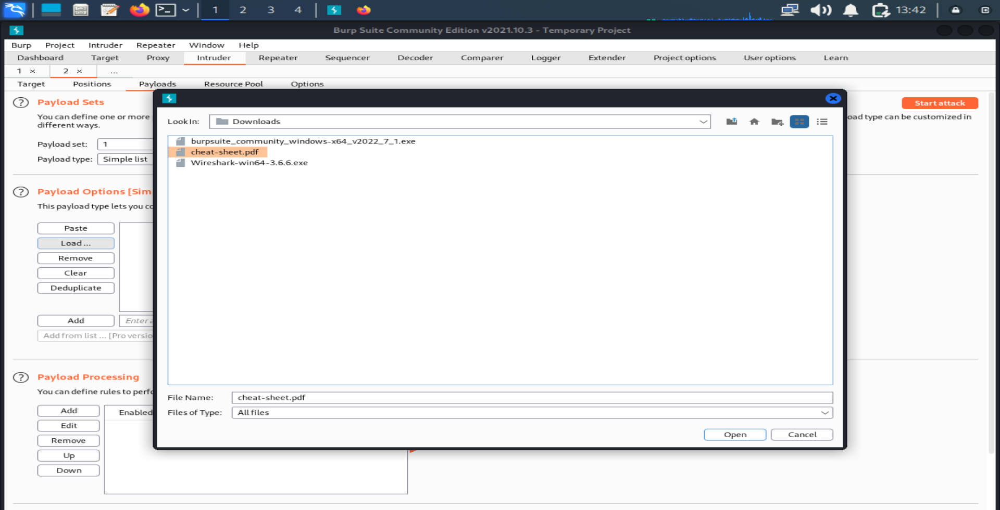 1 2 3 4 13:42
Burp Suite Community Edition v2021.10.3 - Temporary Project
Burp Project Intruder Repeater Window Help
Dashboard Target Proxy Intruder Repeater Sequencer Decoder Comparer Logger Extender Project options User options Learn
1 × 2 × ...
Target Positions Payloads Resource Pool Options
? Payload Sets
Start attack
You can define one or more
oad type can be customized in
different ways.
Payload set: 1
Payload type: Simple list
? Payload Options [Sim
This payload type lets you co
Paste
Load ...
Remove
Clear
Deduplicate
Add Enter a
Add from list ... [Pro versio
? Payload Processing
You can define rules to perfo
Add Enabled
Edit
Remove
Up
Down
Look In: Downloads
burpsuite_community_windows-x64_v2022_7_1.exe
cheat-sheet.pdf
Wireshark-win64-3.6.6.exe
File Name: cheat-sheet.pdf
Files of Type: All files
Open Cancel